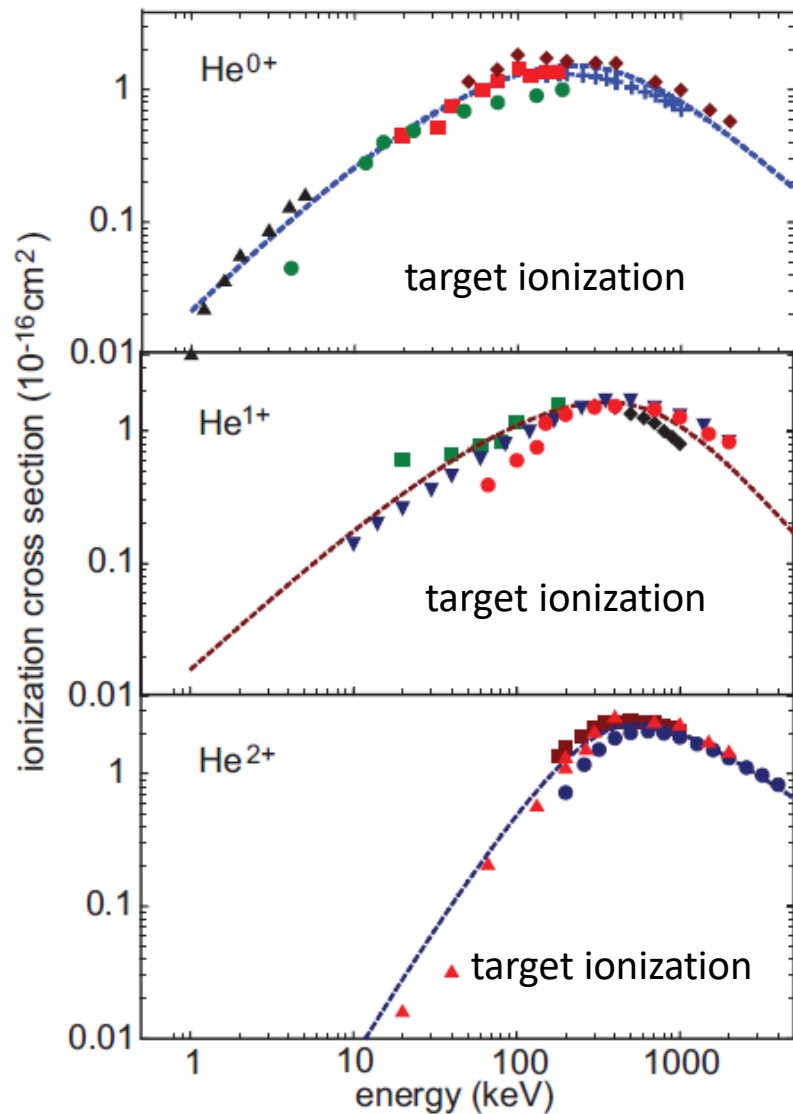 He0+
1
0.1
target ionization
0.01
He1+
1
0.1
target ionization
0.01
He2+
1
0.1
target ionization
0.01
1 10 100 1000
energy (keV)
ionization cross section (10-16cm2)